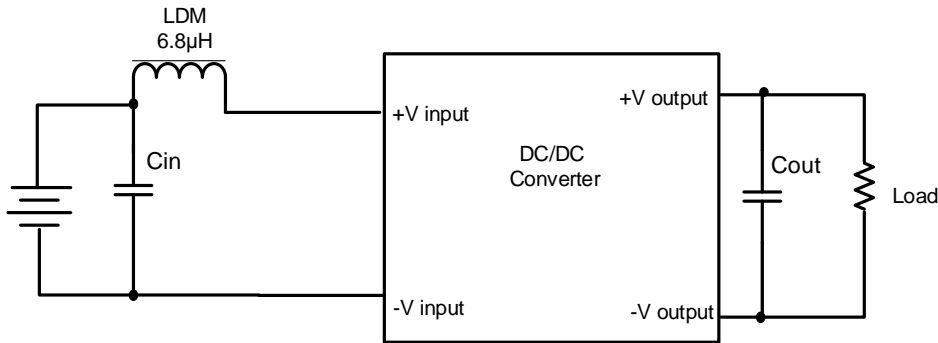 LDM
6.8µH
+V input
+V output
DC/DC
Converter
Cin
Cout
Load
-V input
-V output